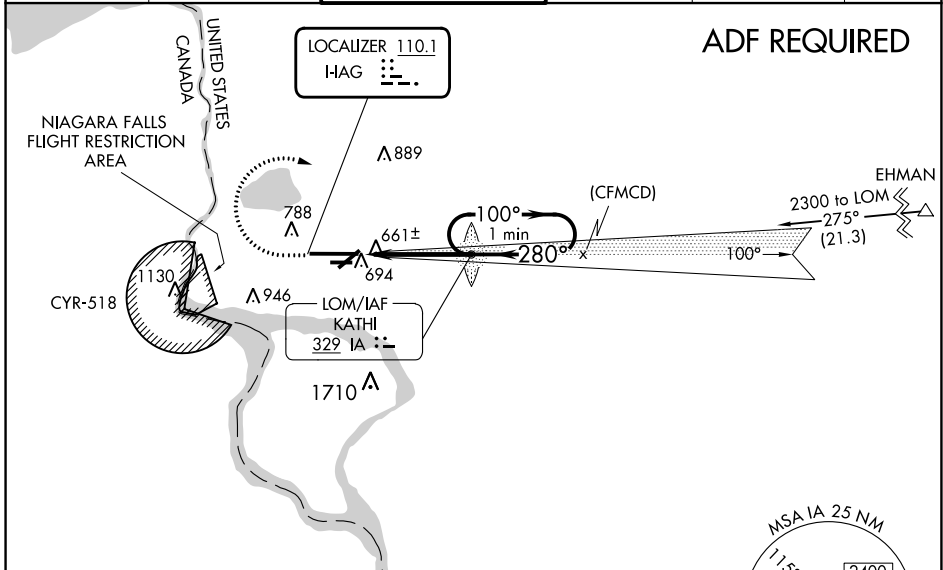 ADF REQUIRED
UNITED STATES
CANADA
LOCALIZER 110.1
I-IAG
NIAGARA FALLS
FLIGHT RESTRICTION
AREA
889
EHMAN
(CFMCD)
2300 to LOM
275°
(21.3)
788
100°
1 min
661±
280°
x
100°
694
1130
CYR-518
946
LOM/IAF
KATHI
329 IA
1710
MSA IA 25 NM